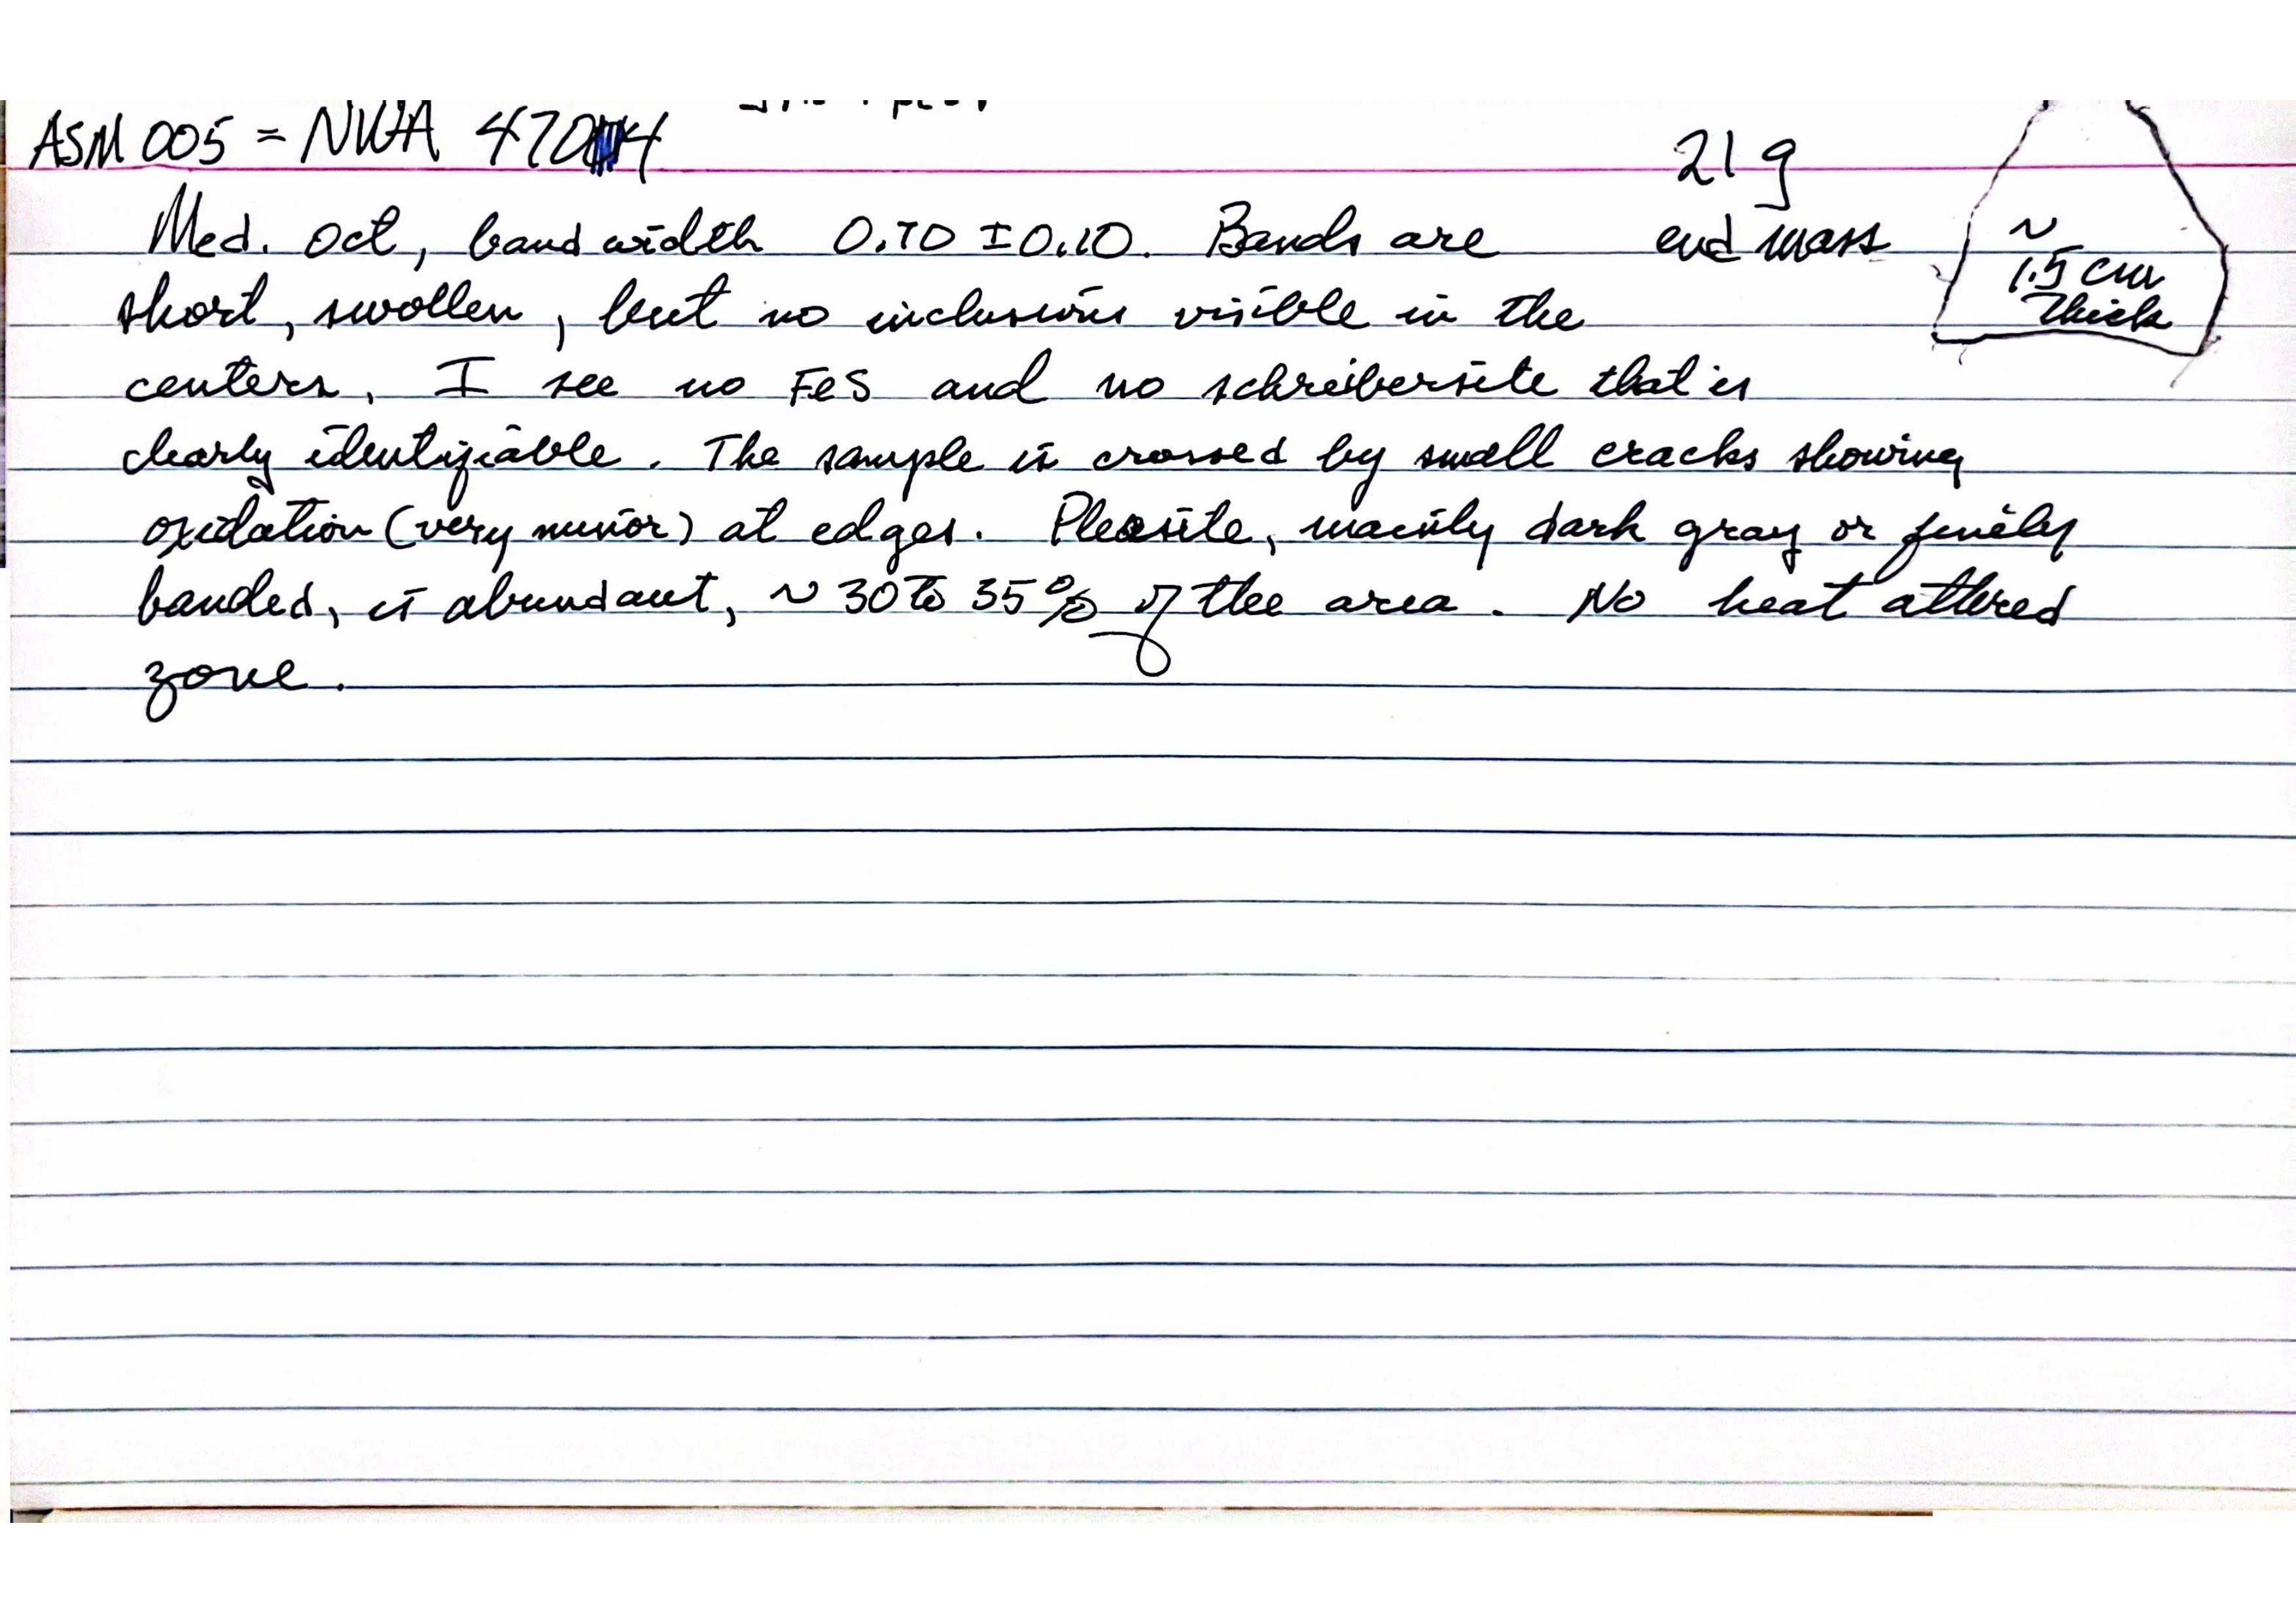 ASM 005 = NWA 4704
21 g
Med. Oct, band width 0.70 ± 0.10. Bands are
end mass
~
1.5 cm
thick
short, swollen, but no inclusions visible in the
centers. I see no FeS and no schreibersite that is
clearly identifiable. The sample is crossed by small cracks showing
oxidation (very minor) at edges. Plessite, mainly dark gray or finely
banded, is abundant, ~ 30 to 35% of the area. No heat altered
zone.